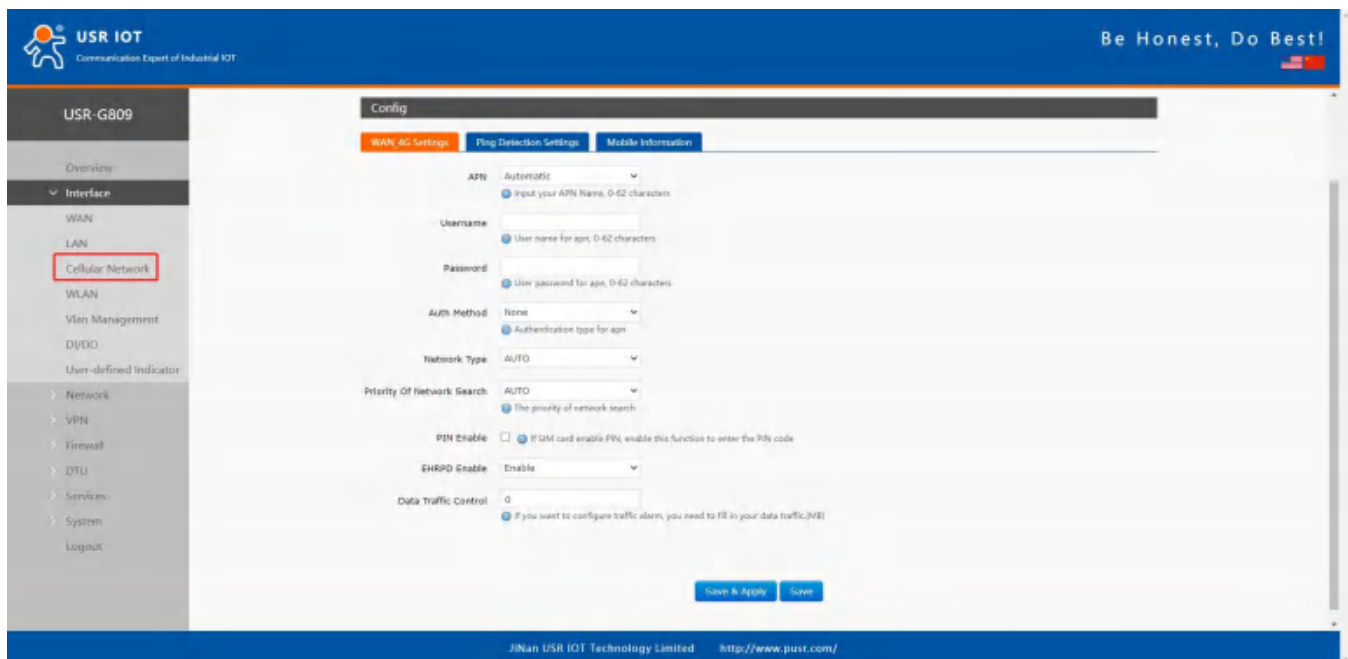 USR IOT
Communication Expert of Industrial IOT
Be Honest, Do Best!
USR-G809
Overview
Interface
WAN
LAN
Cellular Network
WLAN
Vlan Management
DI/DO
User-defined Indicator
Network
VPN
Firewall
DTU
Services
System
Logout
Config
WAN_4G Settings Ping Detection Settings Mobile Information
APN Automatic
Input your APN Name, 0-62 characters
Username
User name for apn, 0-62 characters
Password
User password for apn, 0-62 characters
Auth Method None
Authentication type for apn
Network Type AUTO
Priority Of Network Search AUTO
The priority of network search
PIN Enable If SIM card enable PIN, enable this function to enter the PIN code
EHRPD Enable Enable
Data Traffic Control 0
If you want to configure traffic alarm, you need to fill in your data traffic.(MB)
Save & Apply Save
JiNan USR IOT Technology Limited http://www.pusr.com/